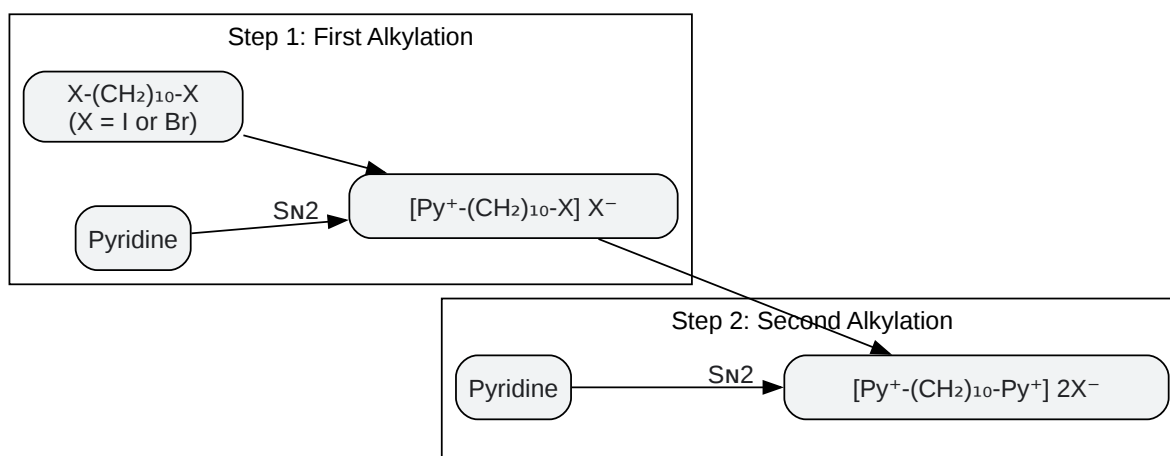 Step 1: First Alkylation
X-(CH₂)₁₀-X
(X = I or Br)
[Py⁺-(CH₂)₁₀-X] X⁻
Sɴ2
Pyridine
Step 2: Second Alkylation
Pyridine
Sɴ2
[Py⁺-(CH₂)₁₀-Py⁺] 2X⁻